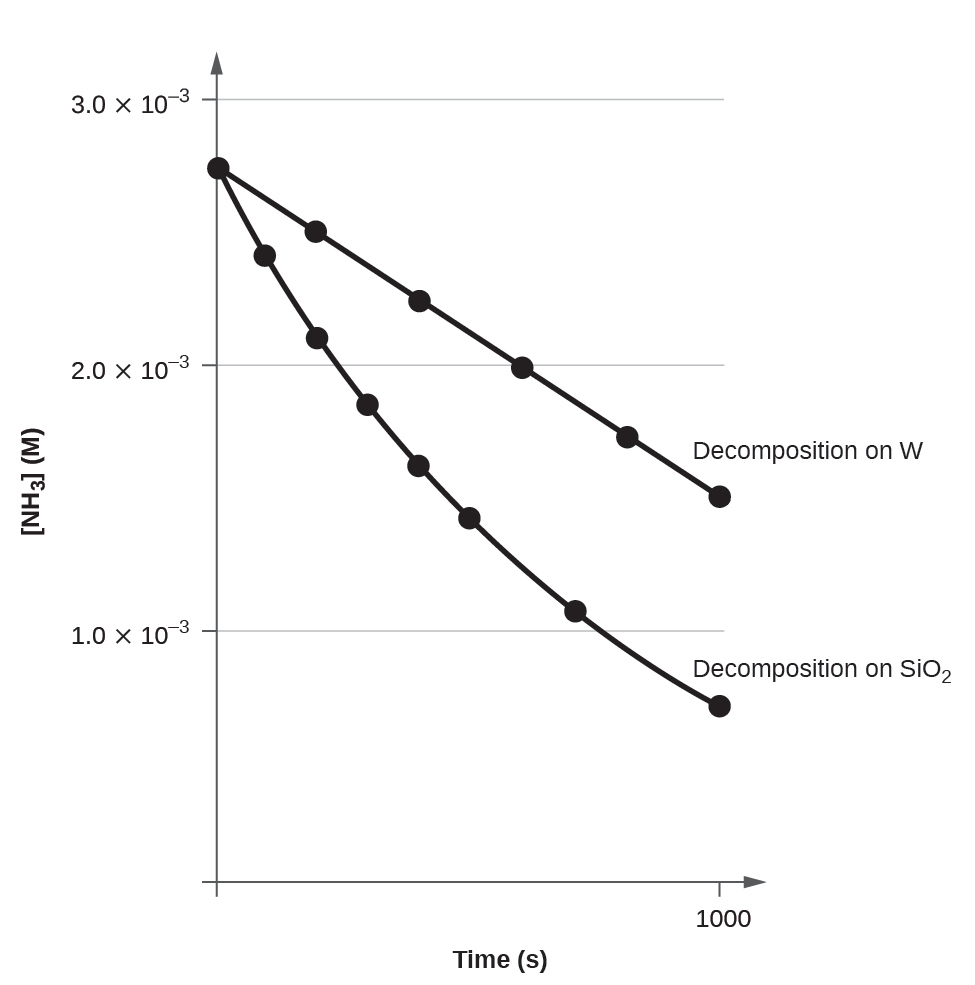 3.0 × 10⁻³
2.0 × 10⁻³
[NH₃] (M)
Decomposition on W
1.0 × 10⁻³
Decomposition on SiO₂
1000
Time (s)